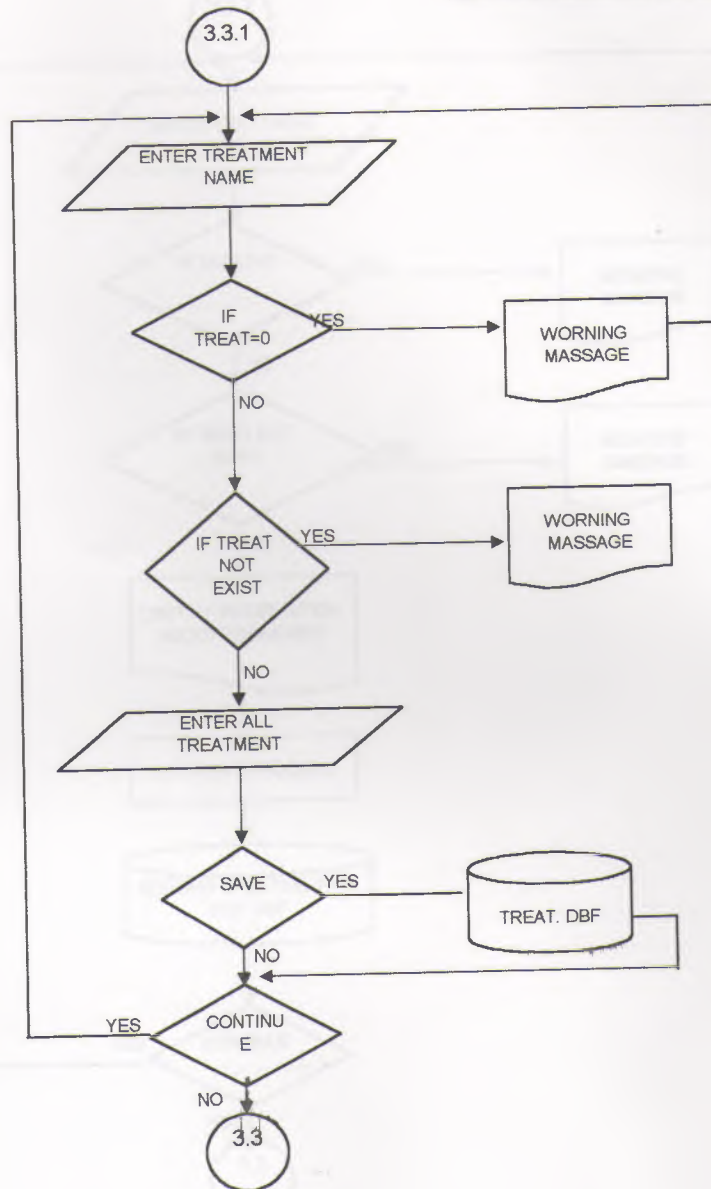 3.3.1
ENTER TREATMENT
NAME
IF
TREAT=0
YES
WORNING
MASSAGE
NO
IF TREAT
NOT
EXIST
YES
WORNING
MASSAGE
NO
ENTER ALL
TREATMENT
SAVE
YES
TREAT. DBF
NO
CONTINU
E
YES
NO
3.3